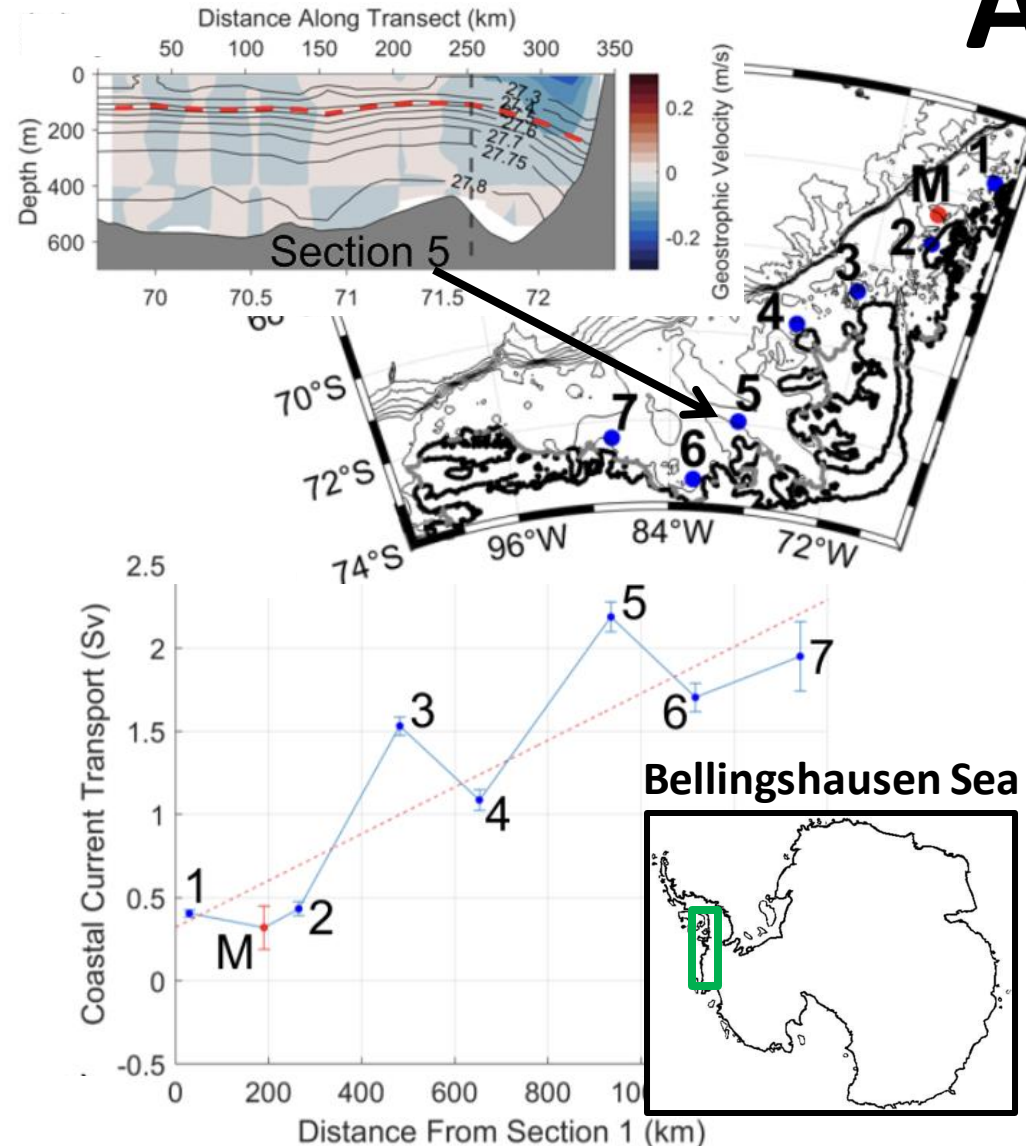 A
Distance Along Transect (km)
50 100 150 200 250 300 350
0
200
400
600
Depth (m)
27.3
27.4
27.6
27.7
27.75
27.8
Section 5
70 70.5 71 71.5 72
0.2
0
-0.2
Geostrophic Velocity (m/s)
1
M
2
3
4
5
6
7
70°S
72°S
74°S
96°W 84°W 72°W
2.5
2
1.5
1
0.5
0
-0.5
Coastal Current Transport (Sv)
1
M
2
3
4
5
6
7
0 200 400 600 800
Distance From Section 1 (km)
Bellingshausen Sea